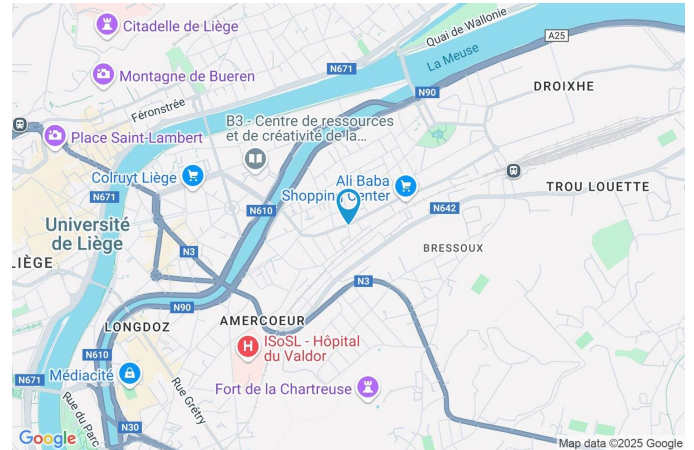 Citadelle de Liège
Quai de Wallonie
A25
La Meuse
N671
Montagne de Bueren
DROIXHE
N90
Féronstrée
B3 - Centre de ressources
et de créativité de la...
Place Saint-Lambert
Colruyt Liège
Ali Baba
Shoppin Center
TROU LOUETTE
N671
N610
N642
Université
de Liège
N3
BRESSOUX
LIÈGE
N3
N90
LONGDOZ
AMERCOEUR
N610
ISoSL - Hôpital
du Valdor
Médiacité
N671
Rue Grétry
Fort de la Chartreuse
Rue du Parc
N30
Google
Map data ©2025 Google